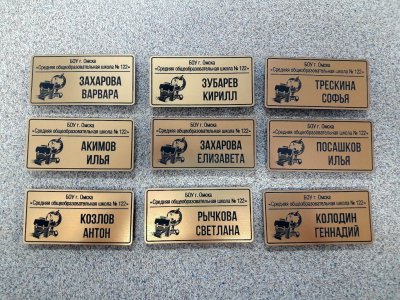 БОУ г. Омска
«Средняя общеобразовательная школа № 122»
ЗАХАРОВА
ВАРВАРА
БОУ г. Омска
«Средняя общеобразовательная школа № 122»
ЗУБАРЕВ
КИРИЛЛ
БОУ г. Омска
«Средняя общеобразовательная школа № 122»
ТРЕСКИНА
СОФЬЯ
БОУ г. Омска
«Средняя общеобразовательная школа № 122»
АКИМОВ
ИЛЬЯ
БОУ г. Омска
«Средняя общеобразовательная школа № 122»
ЗАХАРОВА
ЕЛИЗАВЕТА
БОУ г. Омска
«Средняя общеобразовательная школа № 122»
ПОСАШКОВ
ИЛЬЯ
БОУ г. Омска
«Средняя общеобразовательная школа № 122»
КОЗЛОВ
АНТОН
БОУ г. Омска
«Средняя общеобразовательная школа № 122»
РЫЧКОВА
СВЕТЛАНА
БОУ г. Омска
«Средняя общеобразовательная школа № 122»
КОЛОДИН
ГЕННАДИЙ